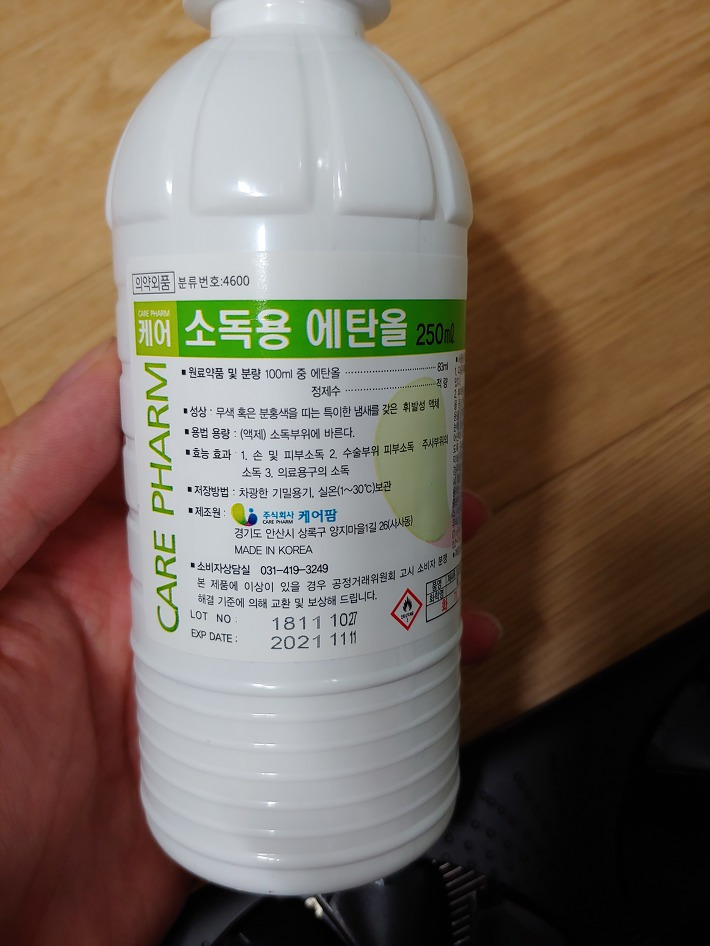 의약외품 분류번호:4600
CARE PHARM
케어 소독용 에탄올 250㎖
CARE PHARM
▪원료약품 및 분량 100ml 중 에탄올 ········ 83ml
정제수 ········ 적 량
▪성상 : 무색 혹은 분홍색을 띠는 특이한 냄새를 갖은 휘발성 액체
▪용법 용량 : (액제) 소독부위에 바른다.
▪효능 효과 : 1. 손 및 피부소독 2. 수술부위 피부소독 주사부위의
소독 3. 의료용구의 소독
▪저장방법 : 차광한 기밀용기, 실온(1~30℃)보관
▪제조원 : 주식회사 케어팜
CARE PHARM
경기도 안산시 상록구 양지마을1길 26(사사동)
MADE IN KOREA
▪소비자상담실 031-419-3249
본 제품에 이상이 있을 경우 공정거래위원회 고시 소비자 분쟁
해결 기준에 의해 교환 및 보상해 드립니다.
LOT NO : 1811 1027
EXP DATE : 2021 1111